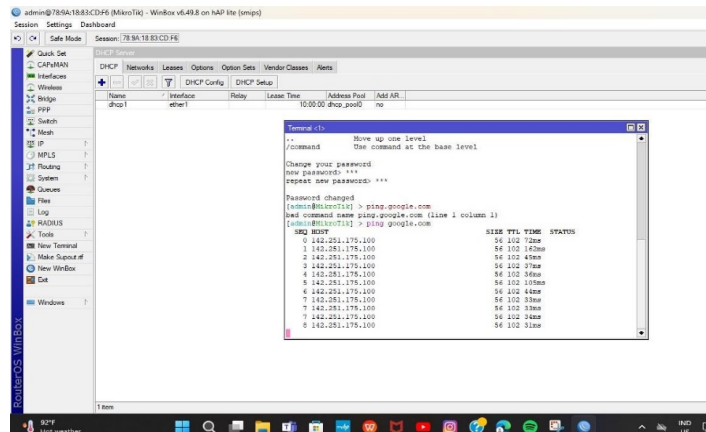 admin@78:9A:18:83:CD:F6 (MikroTik) - WinBox v6.49.8 on hAP lite (smips)
Session Settings Dashboard
Safe Mode Session: 78:9A:18:83:CD:F6
Quick Set
CAPsMAN
Interfaces
Wireless
Bridge
PPP
Switch
Mesh
IP
MPLS
Routing
System
Queues
Files
Log
RADIUS
Tools
New Terminal
Make Supout.rif
New WinBox
Exit
Windows
RouterOS WinBox
DHCP Server
DHCP Networks Leases Options Option Sets Vendor Classes Alerts
DHCP Config DHCP Setup
Name Interface Relay Lease Time Address Pool Add AR...
dhcp1 ether1 10:00:00 dhcp_pool0 no
Terminal <1>
.. Move up one level
/command Use command at the base level
Change your password
new password> ***
repeat new password> ***
Password changed
[admin@MikroTik] > ping.google.com
bad command name ping.google.com (line 1 column 1)
[admin@MikroTik] > ping google.com
SEQ HOST SIZE TTL TIME STATUS
0 142.251.175.100 56 102 72ms
1 142.251.175.100 56 102 162ms
2 142.251.175.100 56 102 45ms
3 142.251.175.100 56 102 37ms
4 142.251.175.100 56 102 36ms
5 142.251.175.100 56 102 105ms
6 142.251.175.100 56 102 44ms
7 142.251.175.100 56 102 33ms
7 142.251.175.100 56 102 33ms
7 142.251.175.100 56 102 34ms
8 142.251.175.100 56 102 31ms
1 item
92°F
Hot weather
IND